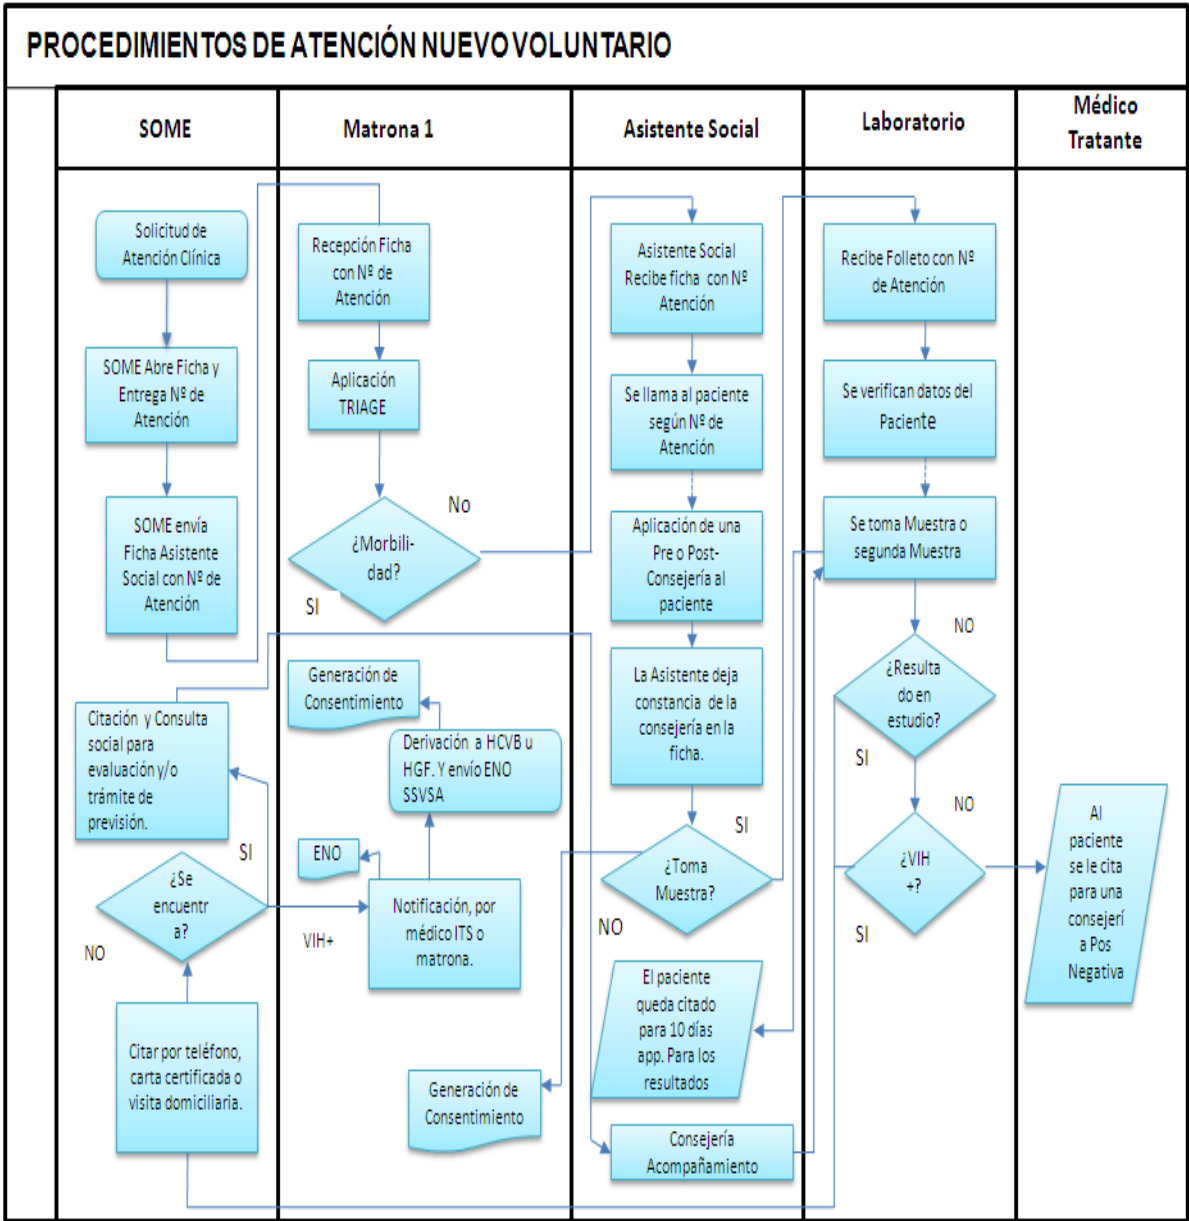 PROCEDIMIENTOS DE ATENCIÓN NUEVO VOLUNTARIO
SOME
Matrona 1
Asistente Social
Laboratorio
Médico
Tratante
Solicitud de
Atención Clínica
SOME Abre Ficha y
Entrega Nº de
Atención
SOME envía
Ficha Asistente
Social con Nº de
Atención
Citación y Consulta
social para
evaluación y/o
trámite de
previsión.
SI
¿Se
encuentr
a?
NO
Citar por teléfono,
carta certificada o
visita domiciliaria.
Recepción Ficha
con Nº de
Atención
Aplicación
TRIAGE
No
¿Morbili-
dad?
SI
Generación de
Consentimiento
Derivación a HCVB u
HGF. Y envío ENO
SSVSA
ENO
Notificación, por
médico ITS o
matrona.
VIH+
Generación de
Consentimiento
Asistente Social
Recibe ficha con Nº
Atención
Se llama al paciente
según Nº de
Atención
Aplicación de una
Pre o Post-
Consejería al
paciente
La Asistente deja
constancia de la
consejería en la
ficha.
SI
¿Toma
Muestra?
NO
El paciente
queda citado
para 10 días
app. Para los
resultados
Consejería
Acompañamiento
Recibe Folleto con Nº
de Atención
Se verifican datos del
Paciente
Se toma Muestra o
segunda Muestra
NO
¿Resulta
do en
estudio?
SI
NO
¿VIH
+?
SI
Al
paciente
se le cita
para una
consejerí
a Pos
Negativa